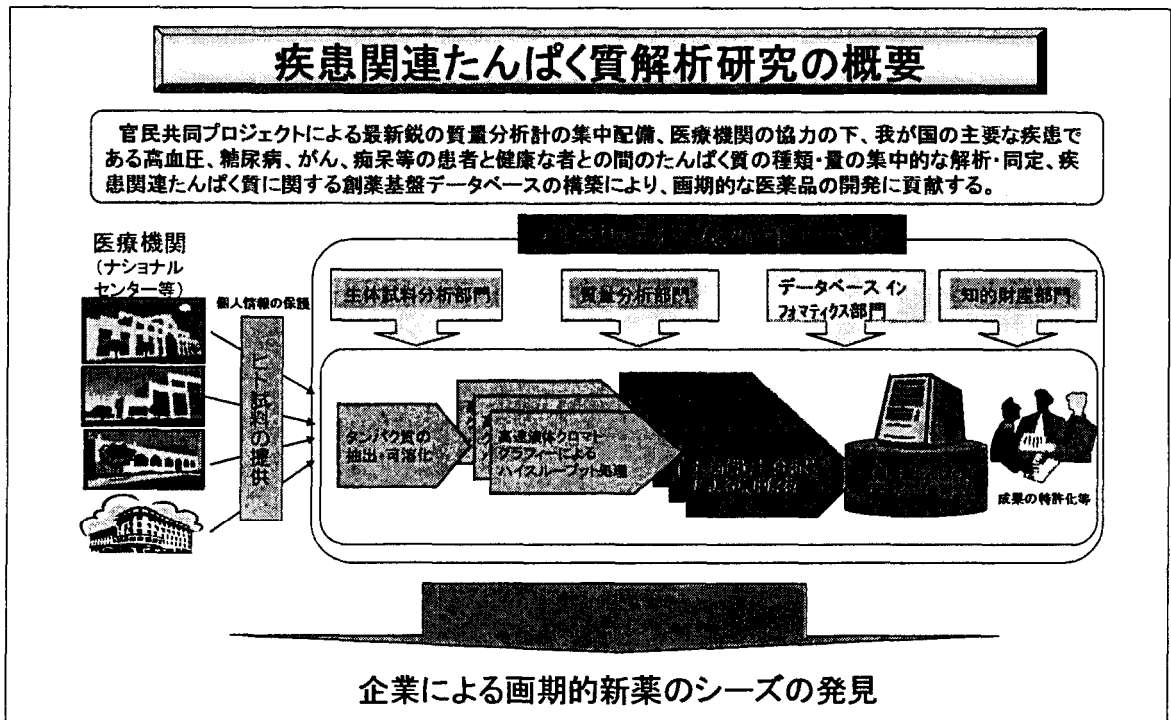 疾患関連たんぱく質解析研究の概要
官民共同プロジェクトによる最新鋭の質量分析計の集中配備、医療機関の協力の下、我が国の主要な疾患で
ある高血圧、糖尿病、がん、痴呆等の患者と健康な者との間のたんぱく質の種類・量の集中的な解析・同定、疾
患関連たんぱく質に関する創薬基盤データベースの構築により、画期的な医薬品の開発に貢献する。
医療機関
(ナショナル
センター等)
個人情報の保護
ヒト試料の提供
生体試料分析部門
質量分析部門
データベース イン
フォマティクス部門
知的財産部門
タンパク質の
抽出・可溶化
高速液体クロマト
グラフィーによる
ハイスループット処理
成果の特許化等
企業による画期的新薬のシーズの発見